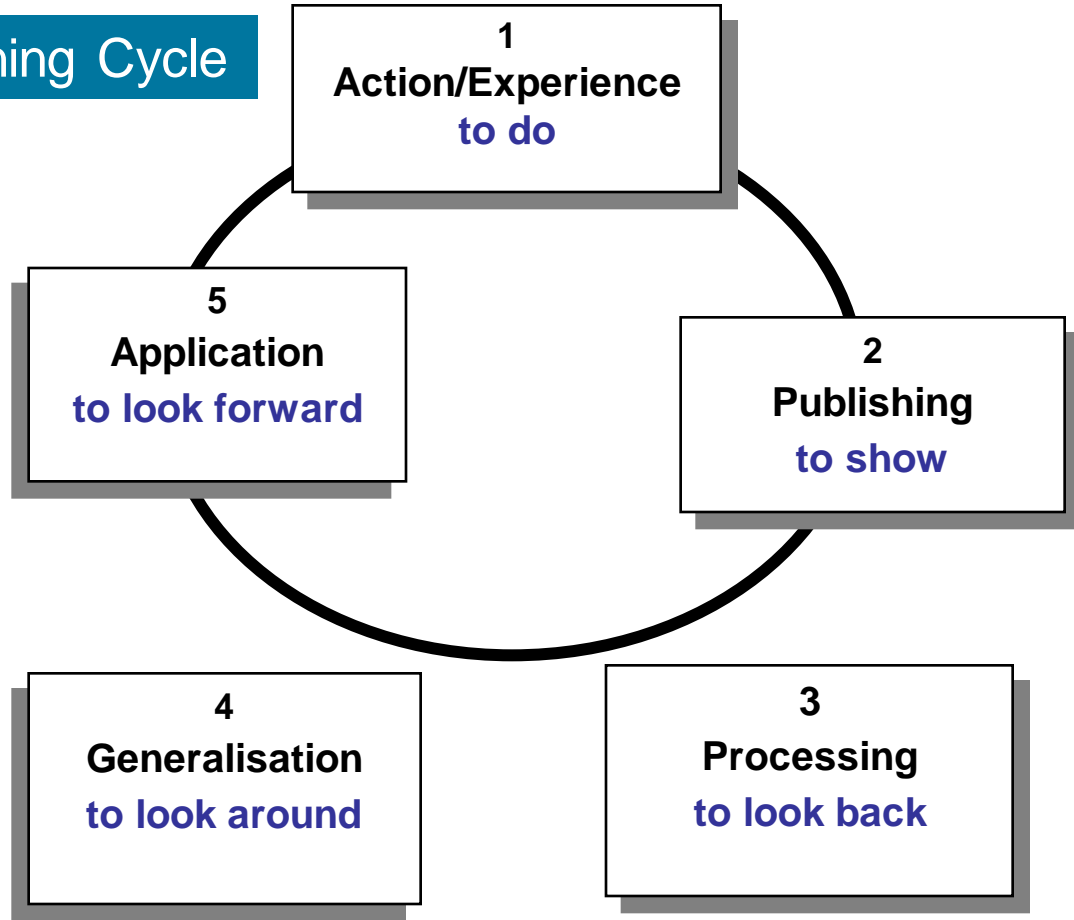 ning Cycle
1
Action/Experience
to do
2
Publishing
to show
3
Processing
to look back
4
Generalisation
to look around
5
Application
to look forward